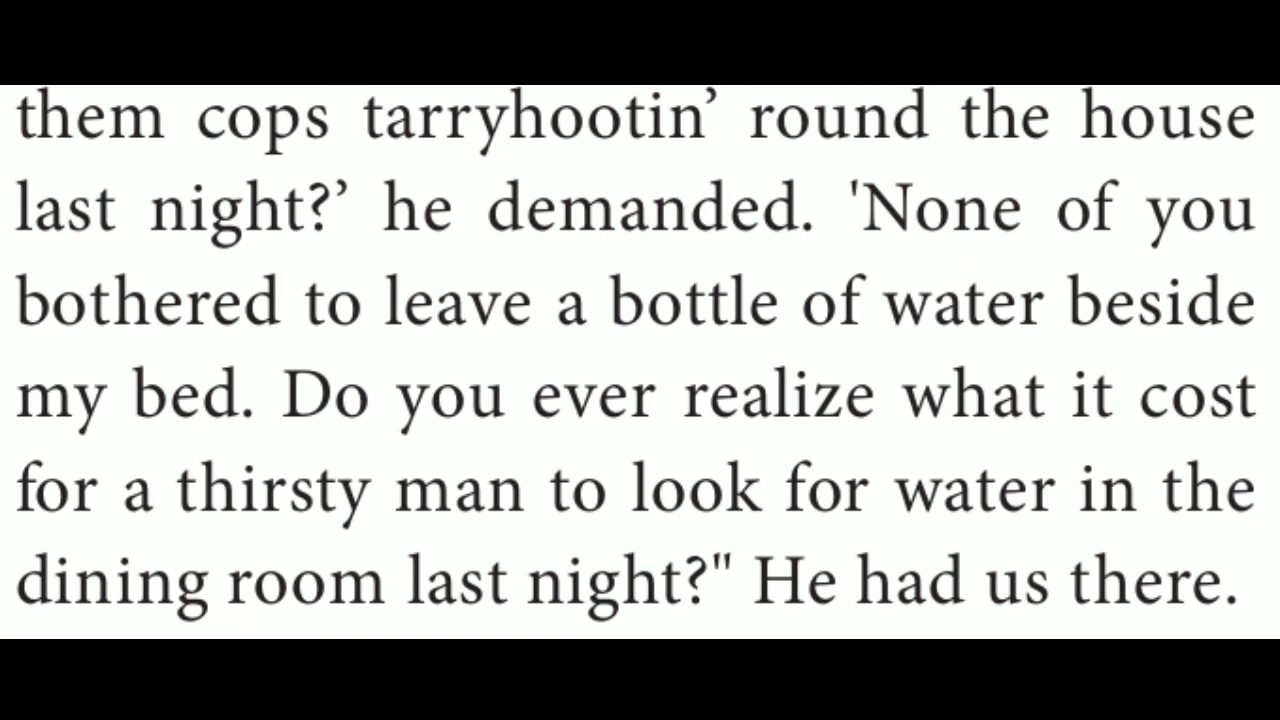 them cops tarryhootin’ round the house
last night?’ he demanded. 'None of you
bothered to leave a bottle of water beside
my bed. Do you ever realize what it cost
for a thirsty man to look for water in the
dining room last night?" He had us there.